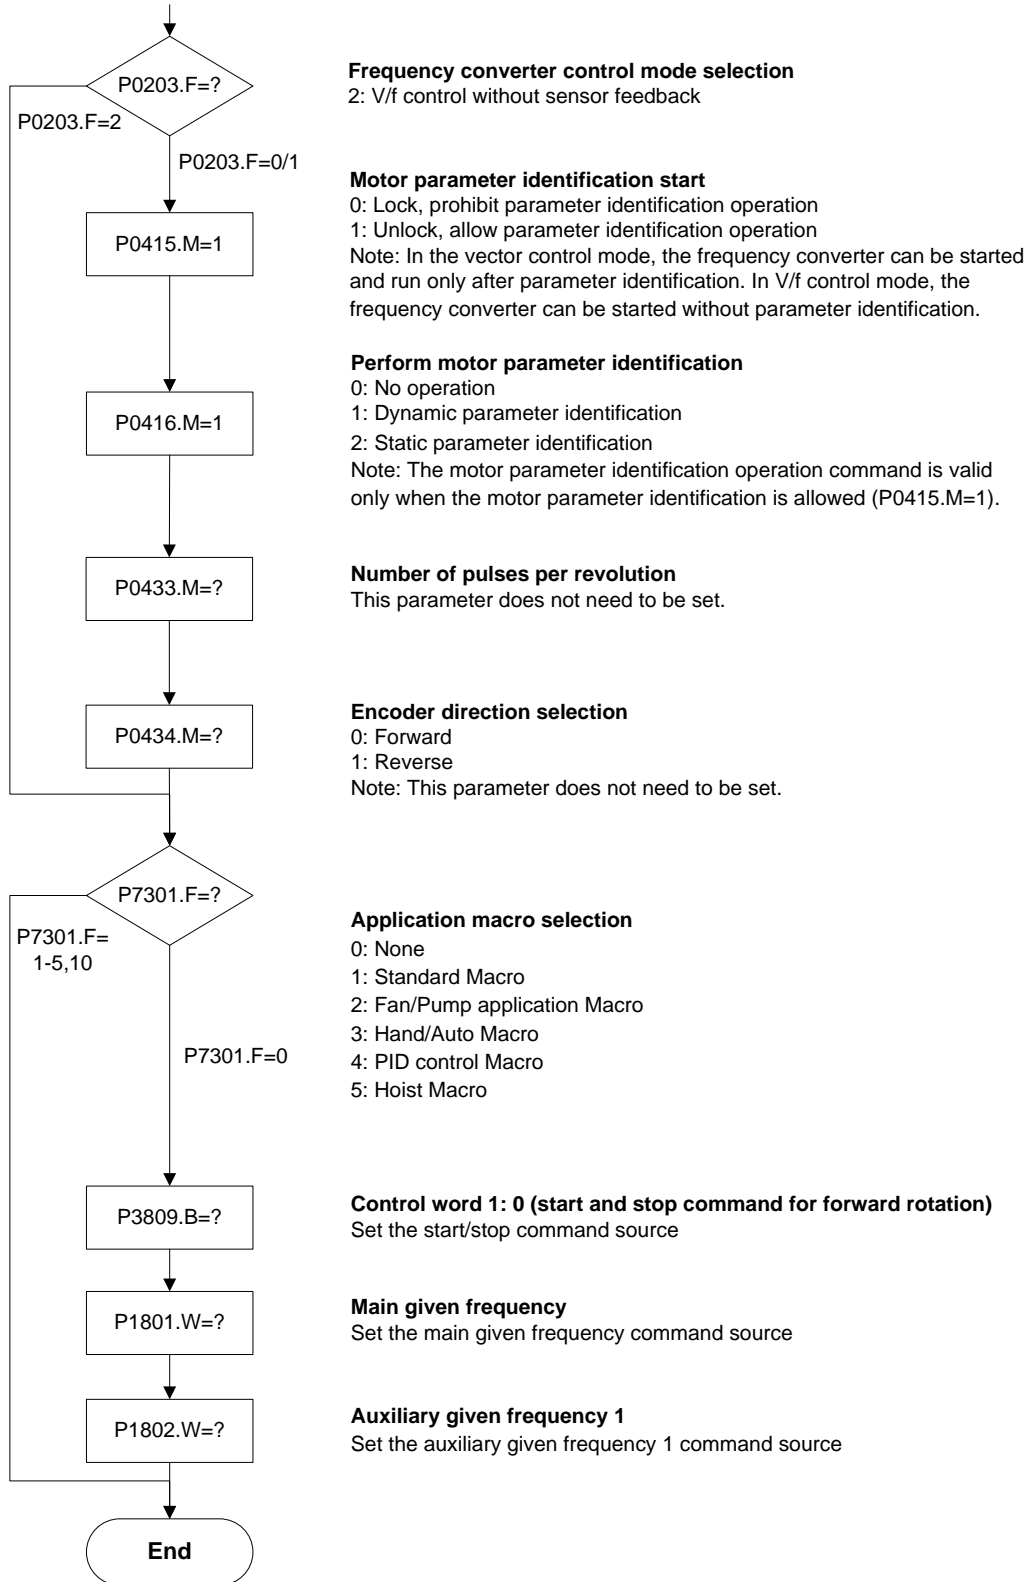 P0203.F=?
Frequency converter control mode selection
2: V/f control without sensor feedback
P0203.F=2
P0203.F=0/1
P0415.M=1
Motor parameter identification start
0: Lock, prohibit parameter identification operation
1: Unlock, allow parameter identification operation
Note: In the vector control mode, the frequency converter can be started
and run only after parameter identification. In V/f control mode, the
frequency converter can be started without parameter identification.
P0416.M=1
Perform motor parameter identification
0: No operation
1: Dynamic parameter identification
2: Static parameter identification
Note: The motor parameter identification operation command is valid
only when the motor parameter identification is allowed (P0415.M=1).
P0433.M=?
Number of pulses per revolution
This parameter does not need to be set.
P0434.M=?
Encoder direction selection
0: Forward
1: Reverse
Note: This parameter does not need to be set.
P7301.F=?
P7301.F=
1-5,10
P7301.F=0
Application macro selection
0: None
1: Standard Macro
2: Fan/Pump application Macro
3: Hand/Auto Macro
4: PID control Macro
5: Hoist Macro
P3809.B=?
Control word 1: 0 (start and stop command for forward rotation)
Set the start/stop command source
P1801.W=?
Main given frequency
Set the main given frequency command source
P1802.W=?
Auxiliary given frequency 1
Set the auxiliary given frequency 1 command source
End